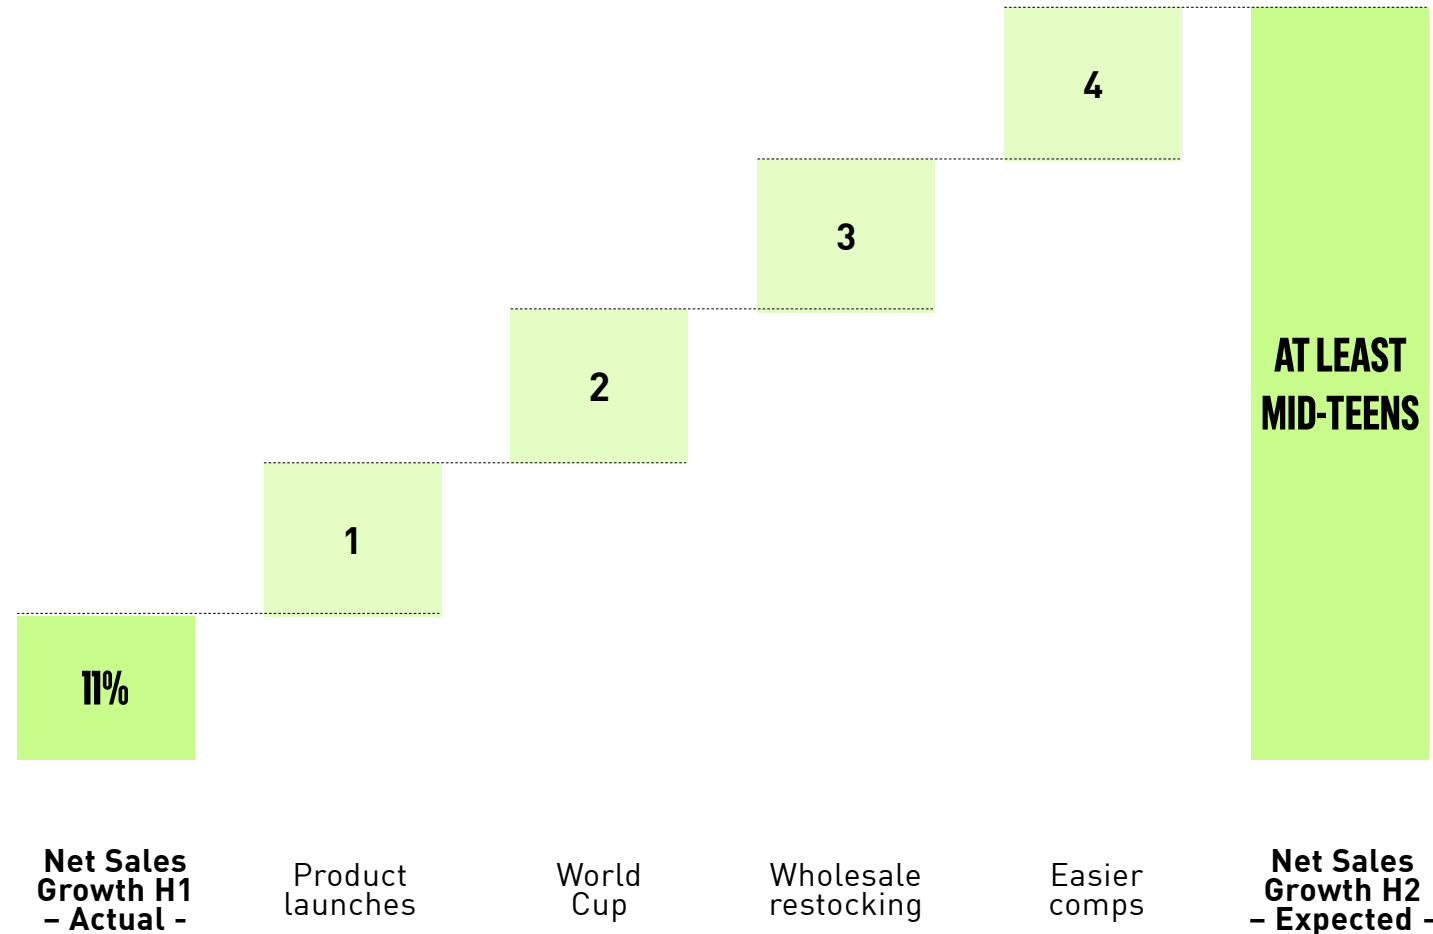 4
3
2
1
11%
AT LEAST
MID-TEENS
Net Sales
Growth H1
– Actual -
Product
launches
World
Cup
Wholesale
restocking
Easier
comps
Net Sales
Growth H2
– Expected -